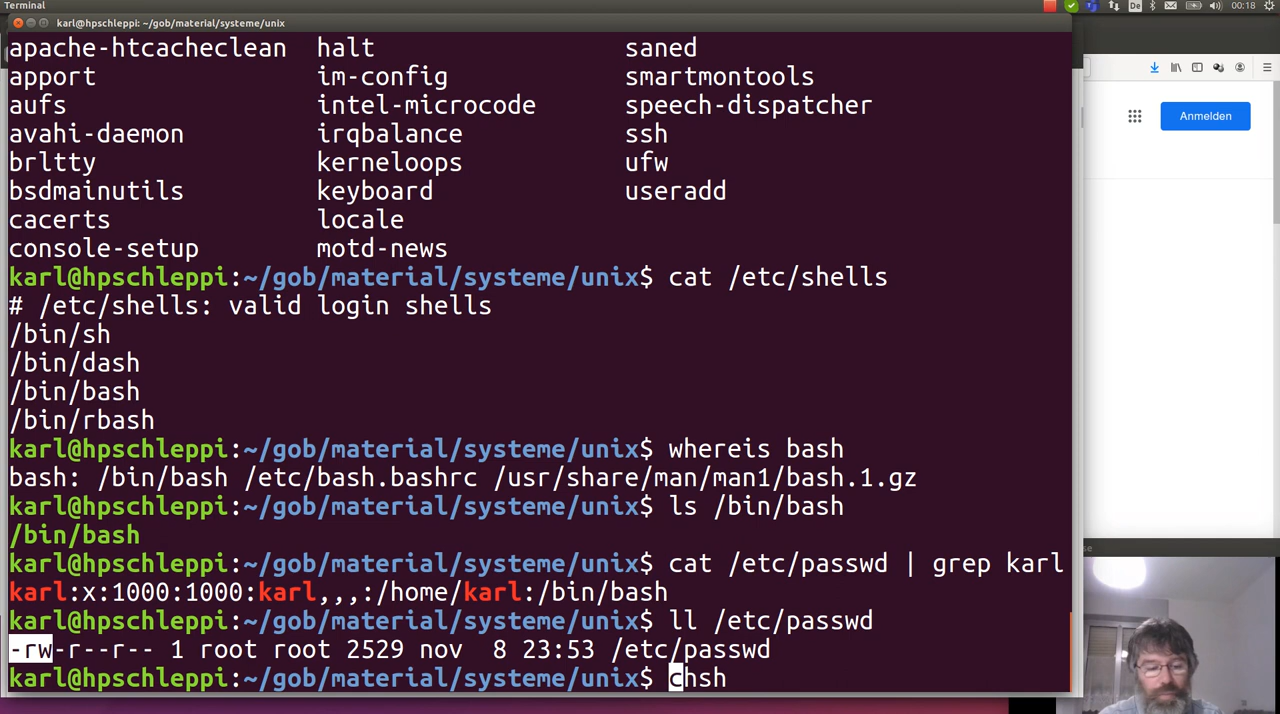 Terminal
De
00:18
karl@hpschleppi: ~/gob/material/systeme/unix
apache-htcacheclean halt saned
apport im-config smartmontools
aufs intel-microcode speech-dispatcher
avahi-daemon irqbalance ssh
brltty kerneloops ufw
bsdmainutils keyboard useradd
cacerts locale
console-setup motd-news
karl@hpschleppi:~/gob/material/systeme/unix$ cat /etc/shells
# /etc/shells: valid login shells
/bin/sh
/bin/dash
/bin/bash
/bin/rbash
karl@hpschleppi:~/gob/material/systeme/unix$ whereis bash
bash: /bin/bash /etc/bash.bashrc /usr/share/man/man1/bash.1.gz
karl@hpschleppi:~/gob/material/systeme/unix$ ls /bin/bash
/bin/bash
karl@hpschleppi:~/gob/material/systeme/unix$ cat /etc/passwd | grep karl
karl:x:1000:1000:karl,,,:/home/karl:/bin/bash
karl@hpschleppi:~/gob/material/systeme/unix$ ll /etc/passwd
-rw-r--r-- 1 root root 2529 nov  8 23:53 /etc/passwd
karl@hpschleppi:~/gob/material/systeme/unix$ chsh
Anmelden